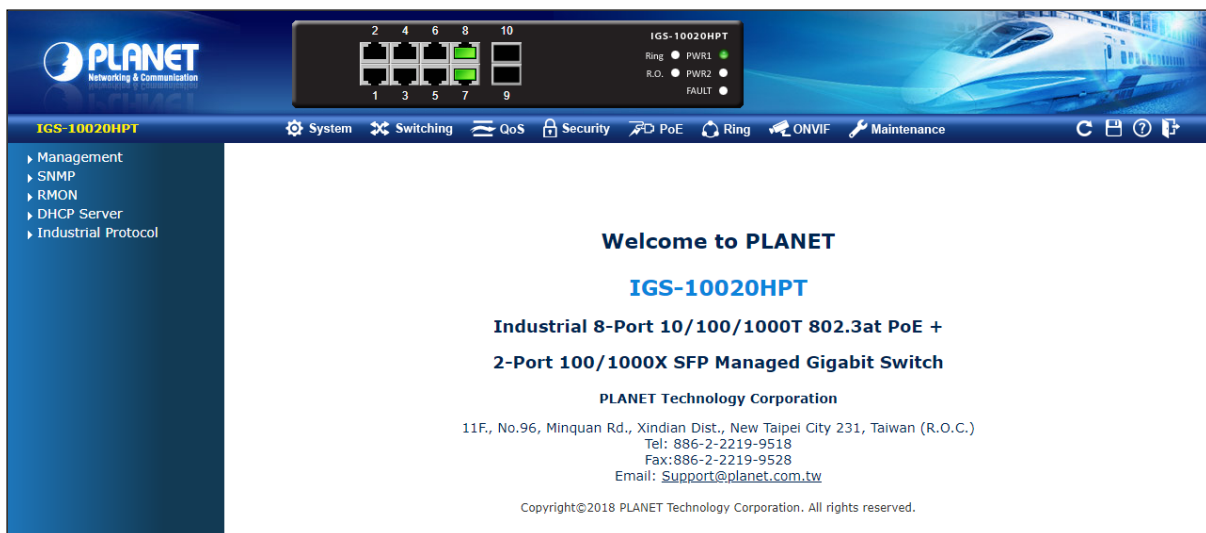 PLANET
Networking & Communication
2 4 6 8 10
1 3 5 7 9
IGS-10020HPT
Ring PWR1
R.O. PWR2
FAULT
IGS-10020HPT
System Switching QoS Security PoE Ring ONVIF Maintenance
Management
SNMP
RMON
DHCP Server
Industrial Protocol
Welcome to PLANET
IGS-10020HPT
Industrial 8-Port 10/100/1000T 802.3at PoE +
2-Port 100/1000X SFP Managed Gigabit Switch
PLANET Technology Corporation
11F., No.96, Minquan Rd., Xindian Dist., New Taipei City 231, Taiwan (R.O.C.)
Tel: 886-2-2219-9518
Fax:886-2-2219-9528
Email: Support@planet.com.tw
Copyright©2018 PLANET Technology Corporation. All rights reserved.